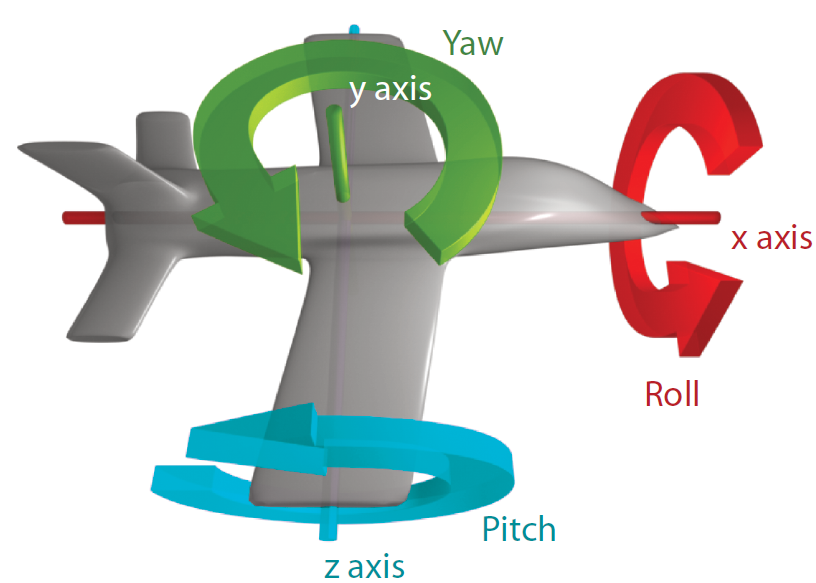 Yaw
y axis
x axis
Roll
Pitch
z axis